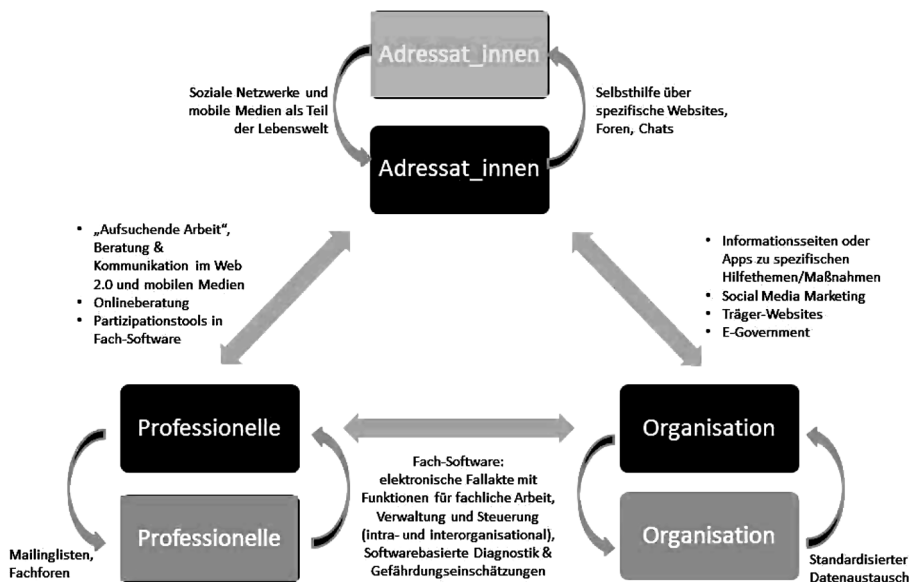 Adressat_innen
Soziale Netzwerke und
mobile Medien als Teil
der Lebenswelt
Selbsthilfe über
spezifische Websites,
Foren, Chats
Adressat_innen
• „Aufsuchende Arbeit“,
Beratung &
Kommunikation im Web
2.0 und mobilen Medien
• Onlineberatung
• Partizipationstools in
Fach-Software
• Informationsseiten oder
Apps zu spezifischen
Hilfethemen/Maßnahmen
• Social Media Marketing
• Träger-Websites
• E-Government
Professionelle
Organisation
Fach-Software:
elektronische Fallakte mit
Funktionen für fachliche Arbeit,
Verwaltung und Steuerung
(intra- und interorganisational),
Softwarebasierte Diagnostik &
Gefährdungseinschätzungen
Professionelle
Organisation
Mailinglisten,
Fachforen
Standardisierter
Datenaustausch